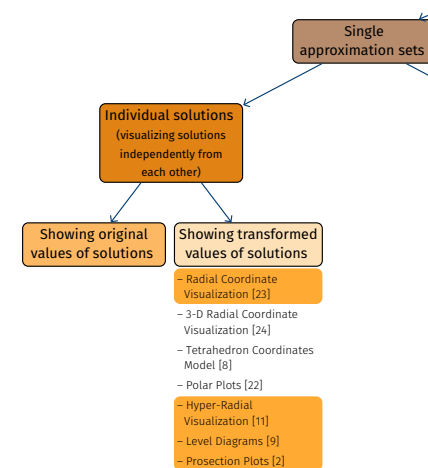 Single
approximation sets
Individual solutions
(visualizing solutions
independently from
each other)
Showing original
values of solutions
Showing transformed
values of solutions
– Radial Coordinate
Visualization [23]
– 3-D Radial Coordinate
Visualization [24]
– Tetrahedron Coordinates
Model [8]
– Polar Plots [22]
– Hyper-Radial
Visualization [11]
– Level Diagrams [9]
– Prosection Plots [2]